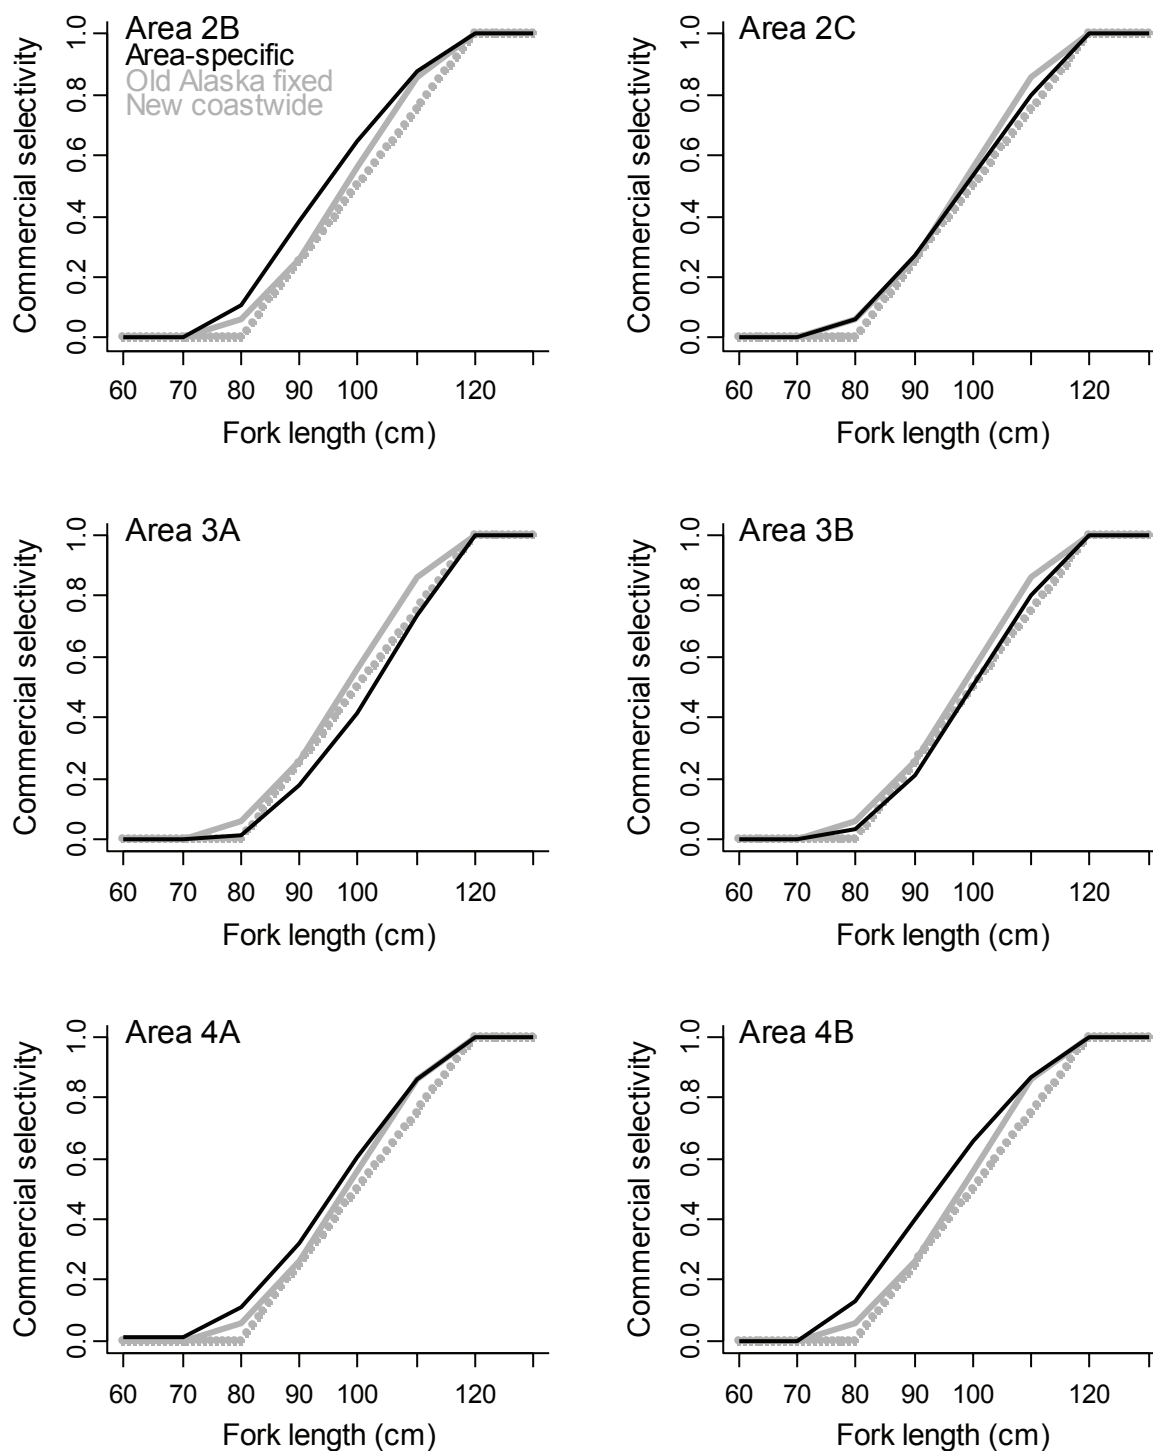 Area 2B
Area-specific
Old Alaska fixed
New coastwide
Commercial selectivity
0.0 0.2 0.4 0.6 0.8 1.0
60 70 80 90 100 120
Fork length (cm)
Area 2C
Commercial selectivity
0.0 0.2 0.4 0.6 0.8 1.0
60 70 80 90 100 120
Fork length (cm)
Area 3A
Commercial selectivity
0.0 0.2 0.4 0.6 0.8 1.0
60 70 80 90 100 120
Fork length (cm)
Area 3B
Commercial selectivity
0.0 0.2 0.4 0.6 0.8 1.0
60 70 80 90 100 120
Fork length (cm)
Area 4A
Commercial selectivity
0.0 0.2 0.4 0.6 0.8 1.0
60 70 80 90 100 120
Fork length (cm)
Area 4B
Commercial selectivity
0.0 0.2 0.4 0.6 0.8 1.0
60 70 80 90 100 120
Fork length (cm)